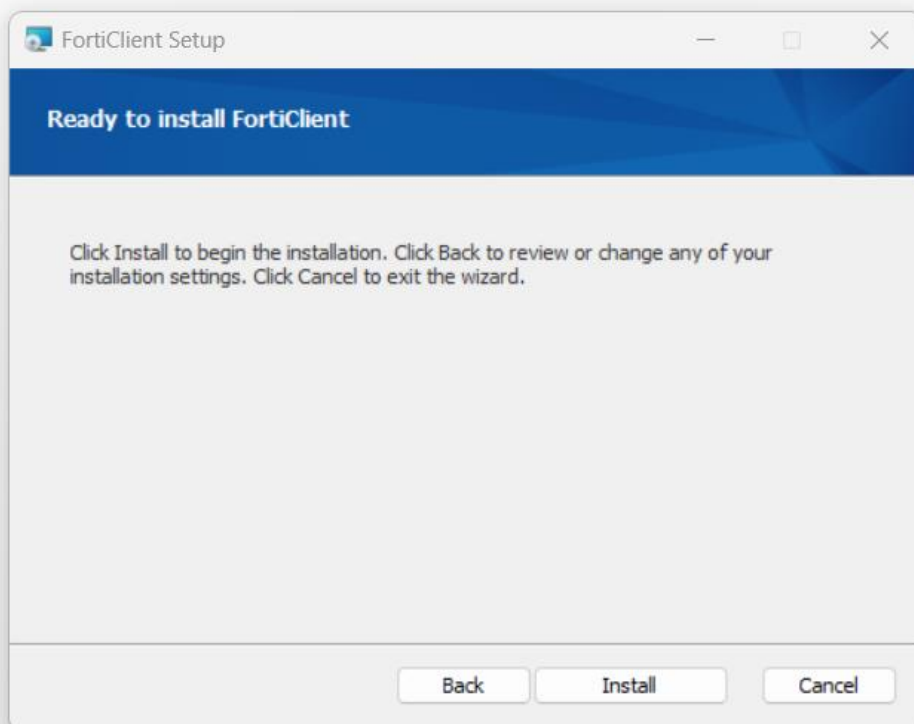 FortiClient Setup
Ready to install FortiClient
Click Install to begin the installation. Click Back to review or change any of your
installation settings. Click Cancel to exit the wizard.
Back Install Cancel